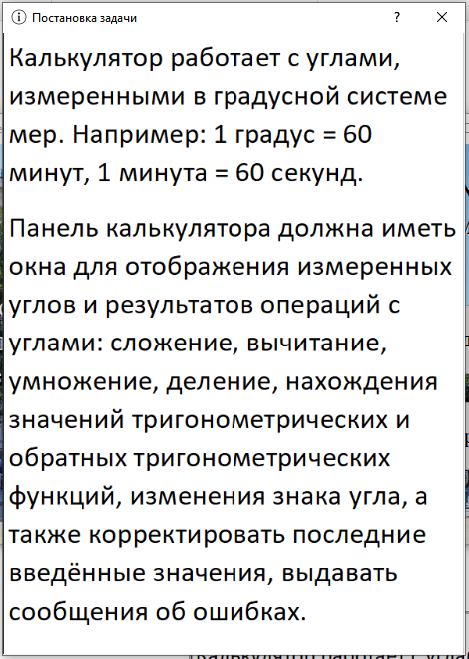 Постановка задачи
Калькулятор работает с углами,
измеренными в градусной системе
мер. Например: 1 градус = 60
минут, 1 минута = 60 секунд.
Панель калькулятора должна иметь
окна для отображения измеренных
углов и результатов операций с
углами: сложение, вычитание,
умножение, деление, нахождения
значений тригонометрических и
обратных тригонометрических
функций, изменения знака угла, а
также корректировать последние
введённые значения, выдавать
сообщения об ошибках.